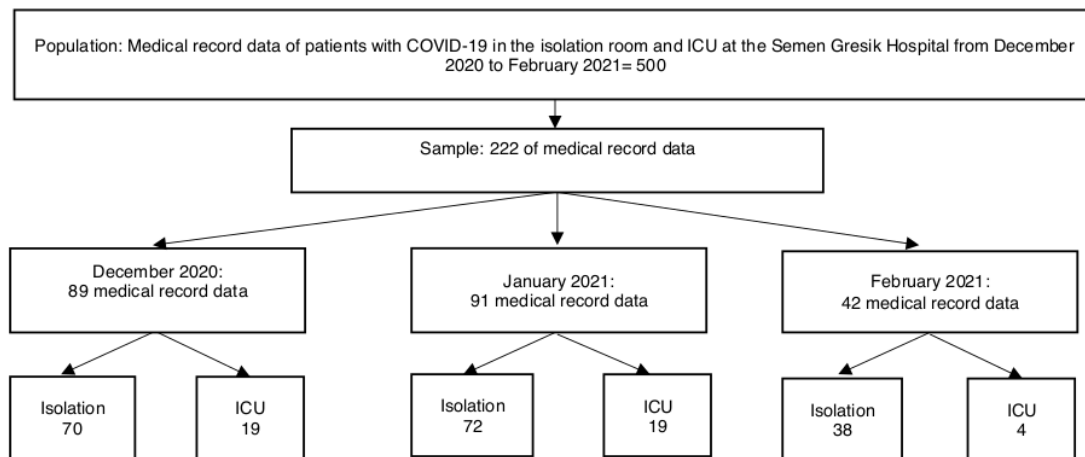 Population: Medical record data of patients with COVID-19 in the isolation room and ICU at the Semen Gresik Hospital from December
2020 to February 2021= 500
Sample: 222 of medical record data
December 2020:
89 medical record data
January 2021:
91 medical record data
February 2021:
42 medical record data
Isolation
70
ICU
19
Isolation
72
ICU
19
Isolation
38
ICU
4